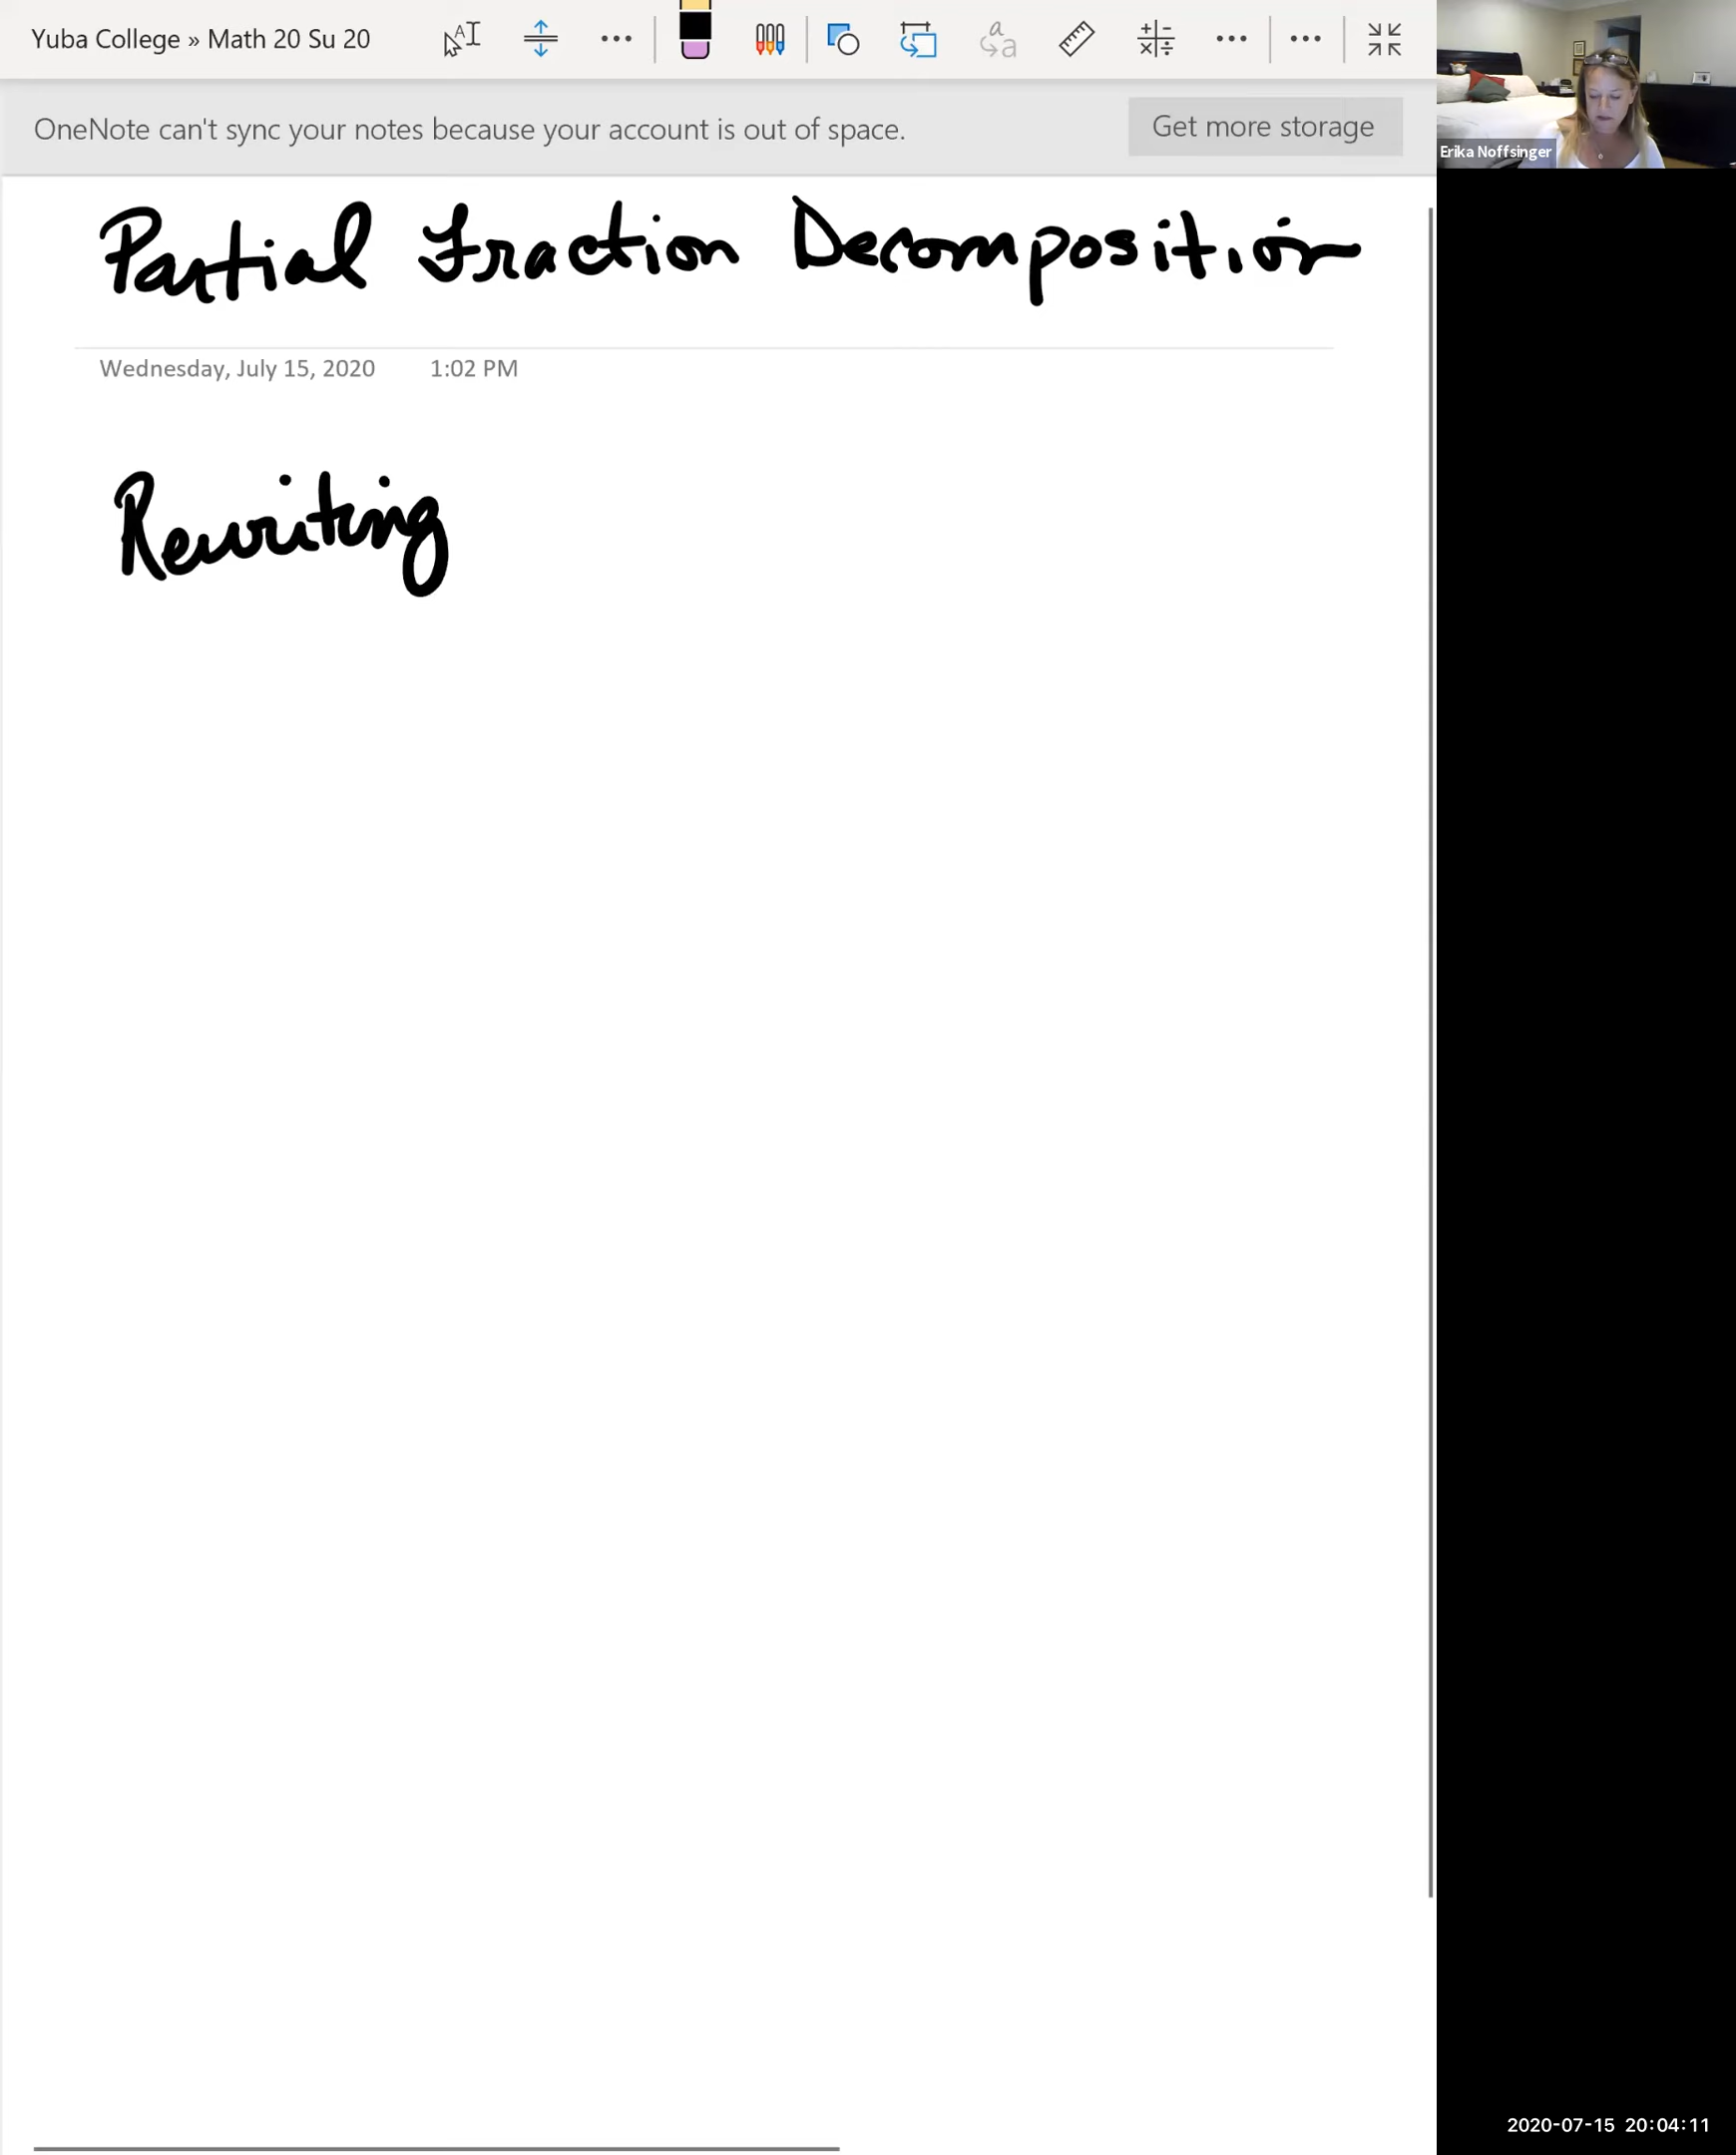 Yuba College » Math 20 Su 20
OneNote can't sync your notes because your account is out of space.
Get more storage
Erika Noffsinger
Partial Fraction Decomposition
Wednesday, July 15, 2020 1:02 PM
Rewriting
2020-07-15 20:04:11